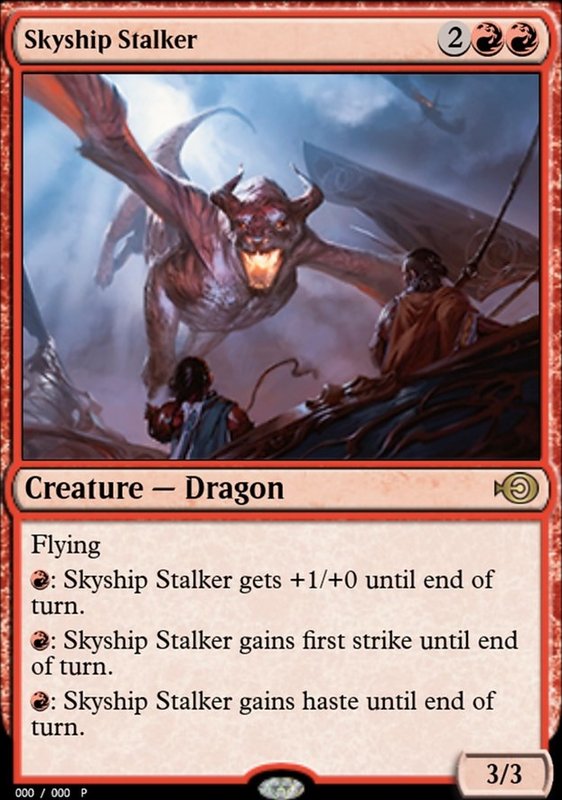 Skyship Stalker 2
Creature — Dragon
Flying
: Skyship Stalker gets +1/+0 until end of
turn.
: Skyship Stalker gains first strike until end
of turn.
: Skyship Stalker gains haste until end of
turn.
3/3
000 / 000 P